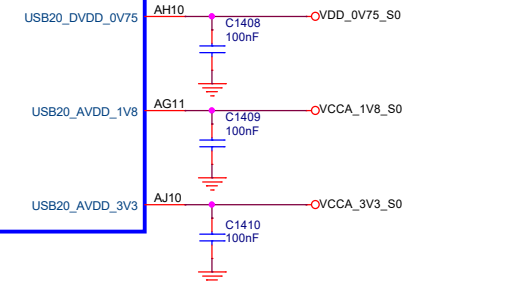 USB20_DVDD_0V75 AH10 VDD_0V75_S0
C1408
100nF
USB20_AVDD_1V8 AG11 VCCA_1V8_S0
C1409
100nF
USB20_AVDD_3V3 AJ10 VCCA_3V3_S0
C1410
100nF